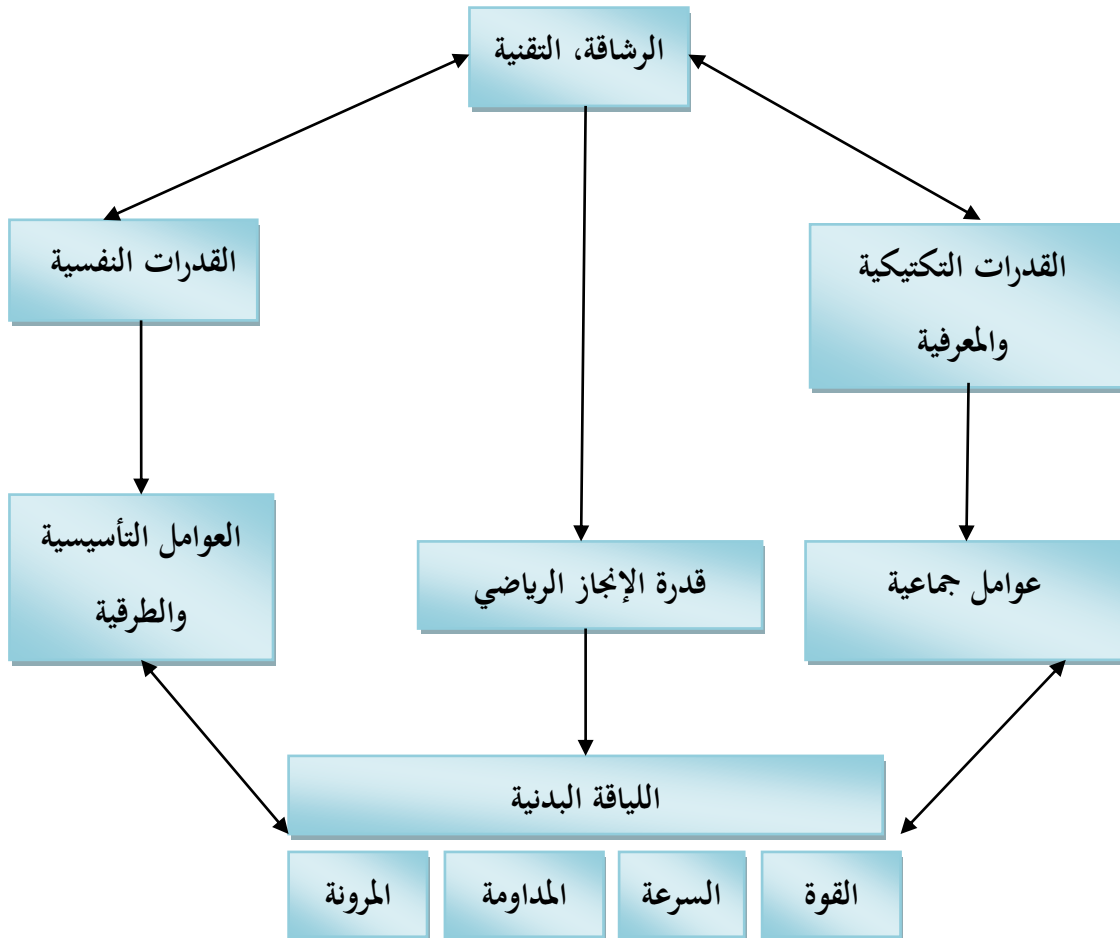 الرشاقة، التقنية
القدرات التكتيكية
والمعرفية
القدرات النفسية
عوامل جماعية
قدرة الإنجاز الرياضي
العوامل التأسيسية
والطرقية
اللياقة البدنية
القوة
السرعة
المداومة
المرونة